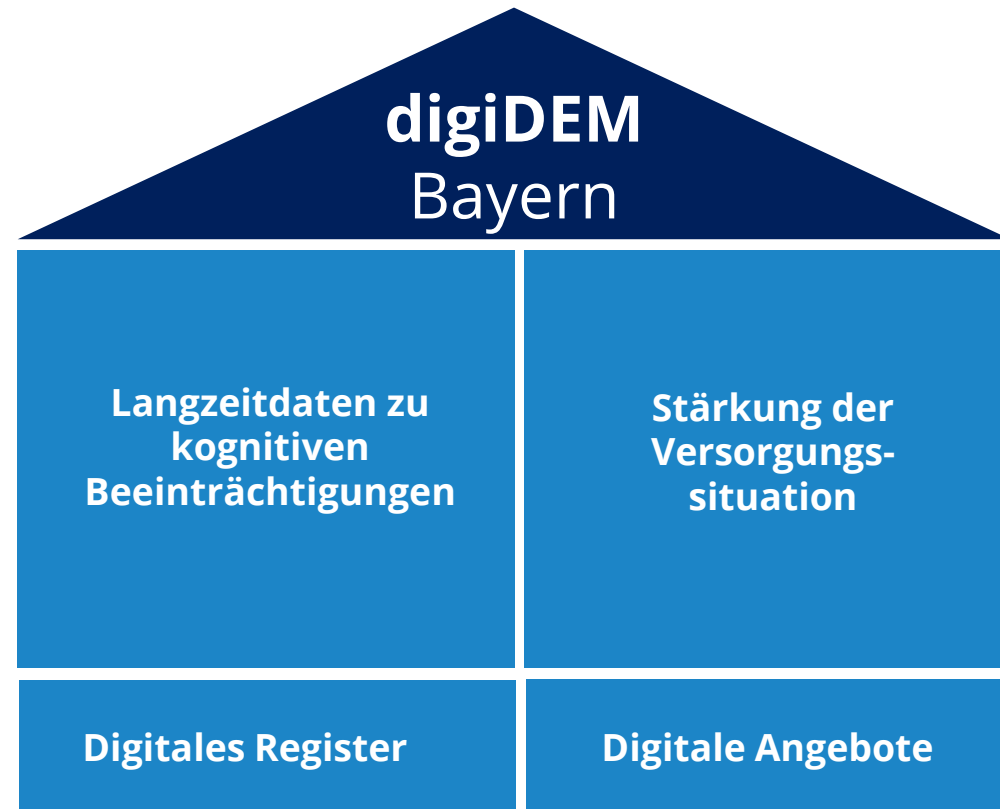 digiDEM
Bayern
Langzeitdaten zu
kognitiven
Beeinträchtigungen
Stärkung der
Versorgungs-
situation
Digitales Register
Digitale Angebote